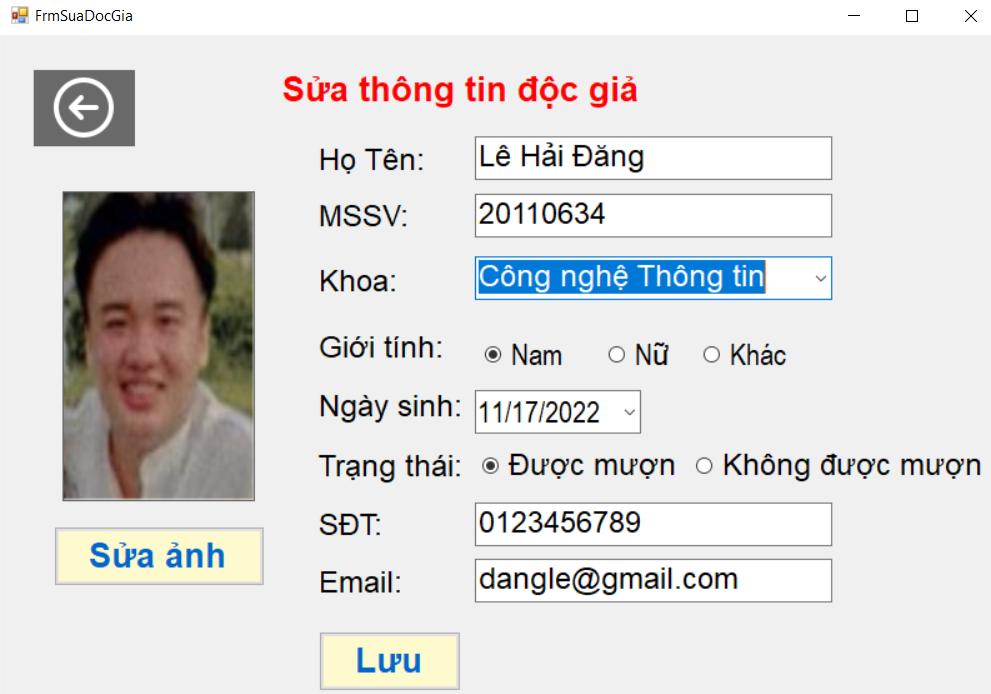 FrmSuaDocGia
Sửa thông tin độc giả
Họ Tên: Lê Hải Đăng
MSSV: 20110634
Khoa: Công nghệ Thông tin
Giới tính: Nam Nữ Khác
Ngày sinh: 11/17/2022
Trạng thái: Được mượn Không được mượn
SĐT: 0123456789
Sửa ảnh
Email: dangle@gmail.com
Lưu